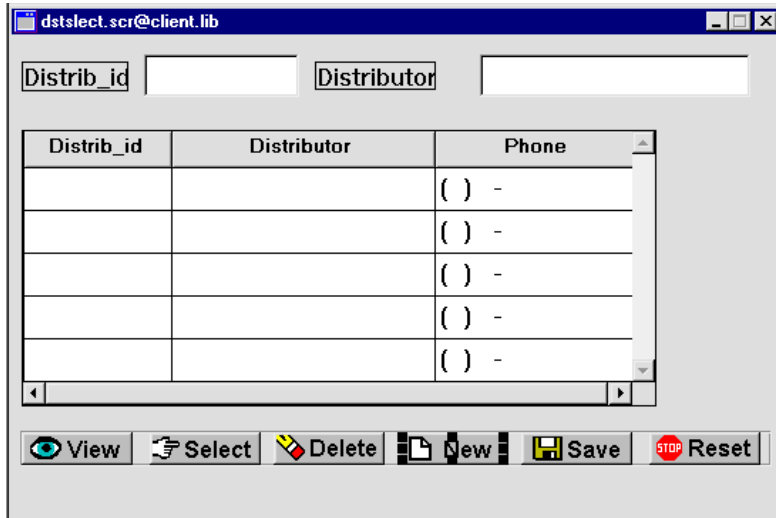 dstslect.scr@client.lib
Distrib_id Distributor
Distrib_id Distributor Phone
( ) -
( ) -
( ) -
( ) -
( ) -
View Select Delete New Save STOP Reset